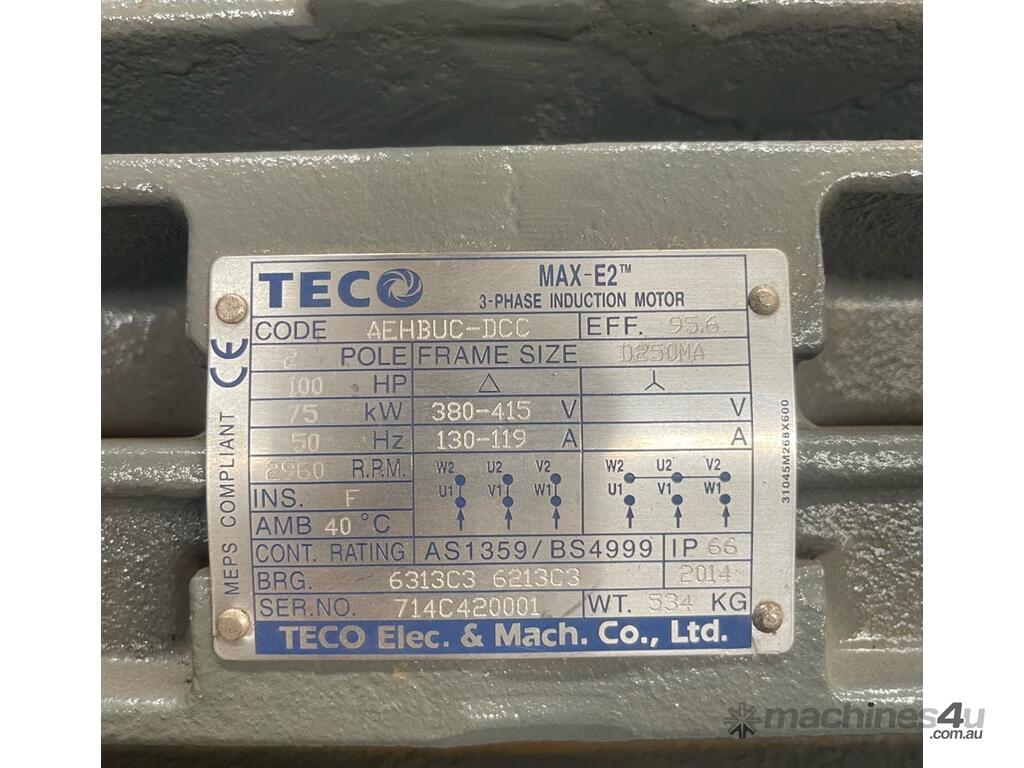 TECO MAX-E2™
3-PHASE INDUCTION MOTOR
CODE AEHBUC-DCC EFF. 95.6
2 POLE FRAME SIZE D250MA
100 HP △ 人
75 kW 380-415 V V
50 Hz 130-119 A A
2960 R.P.M.
W2 U2 V2 W2 U2 V2
U1 V1 W1 U1 V1 W1
INS. F
AMB 40 °C
CONT. RATING AS1359/BS4999 IP 66
BRG. 6313C3 6213C3 2014
SER.NO. 714C420001 WT. 534 KG
TECO Elec. & Mach. Co., Ltd.
MEPS COMPLIANT CE
31045M268X600
machines4u
.com.au